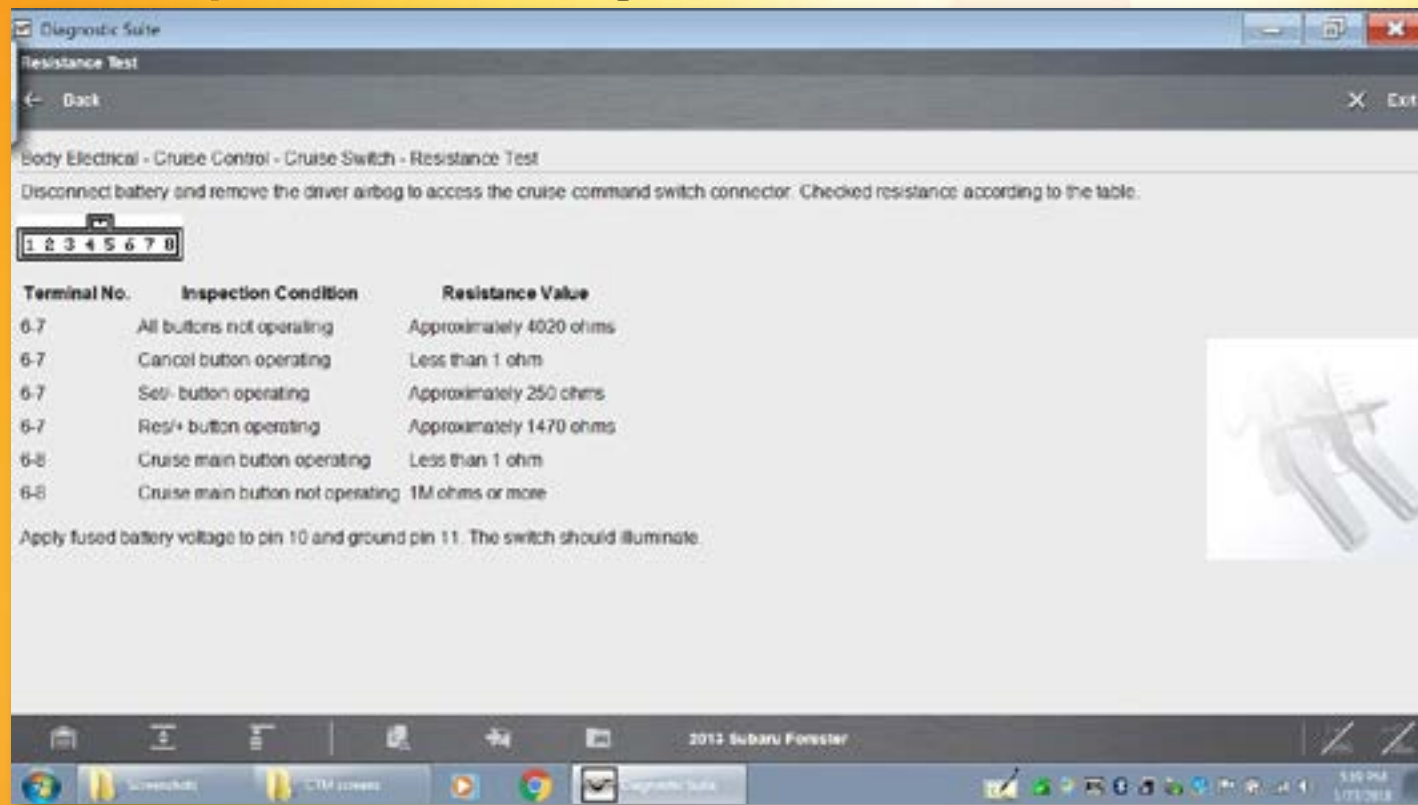 Diagnostic Suite
Resistance Test
← Back
X Exit
Body Electrical - Cruise Control - Cruise Switch - Resistance Test
Disconnect battery and remove the driver airbag to access the cruise command switch connector. Checked resistance according to the table.
1 2 3 4 5 6 7 8
Terminal No. Inspection Condition Resistance Value
6-7 All buttons not operating Approximately 4020 ohms
6-7 Cancel button operating Less than 1 ohm
6-7 Set/- button operating Approximately 250 ohms
6-7 Res/+ button operating Approximately 1470 ohms
6-8 Cruise main button operating Less than 1 ohm
6-8 Cruise main button not operating 1M ohms or more
Apply fused battery voltage to pin 10 and ground pin 11. The switch should illuminate.
2013 Subaru Forester
Screenshots
CTM screens
Diagnostic Suite
5:39 PM